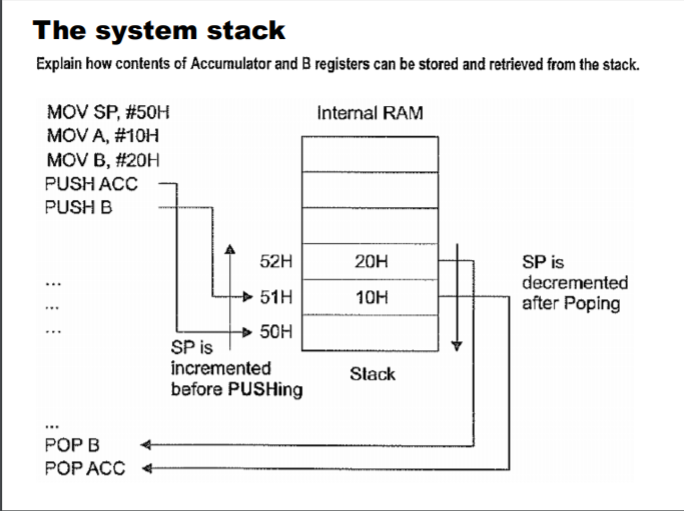 The system stack
Explain how contents of Accumulator and B registers can be stored and retrieved from the stack.
MOV SP, #50H
MOV A, #10H
MOV B, #20H
PUSH ACC
PUSH B
Internal RAM
52H
20H
51H
10H
50H
...
...
...
SP is
incremented
before PUSHing
Stack
SP is
decremented
after Poping
...
POP B
POP ACC